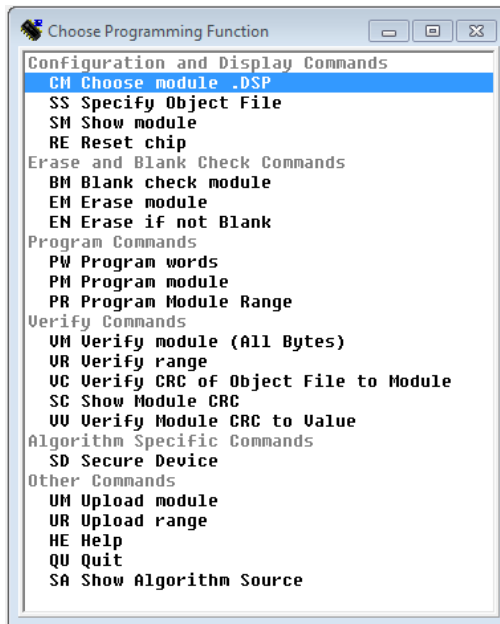 Choose Programming Function
Configuration and Display Commands
CM Choose module .DSP
SS Specify Object File
SM Show module
RE Reset chip
Erase and Blank Check Commands
BM Blank check module
EM Erase module
EN Erase if not Blank
Program Commands
PW Program words
PM Program module
PR Program Module Range
Verify Commands
VM Verify module (All Bytes)
VR Verify range
VC Verify CRC of Object File to Module
SC Show Module CRC
VV Verify Module CRC to Value
Algorithm Specific Commands
SD Secure Device
Other Commands
UM Upload module
UR Upload range
HE Help
QU Quit
SA Show Algorithm Source